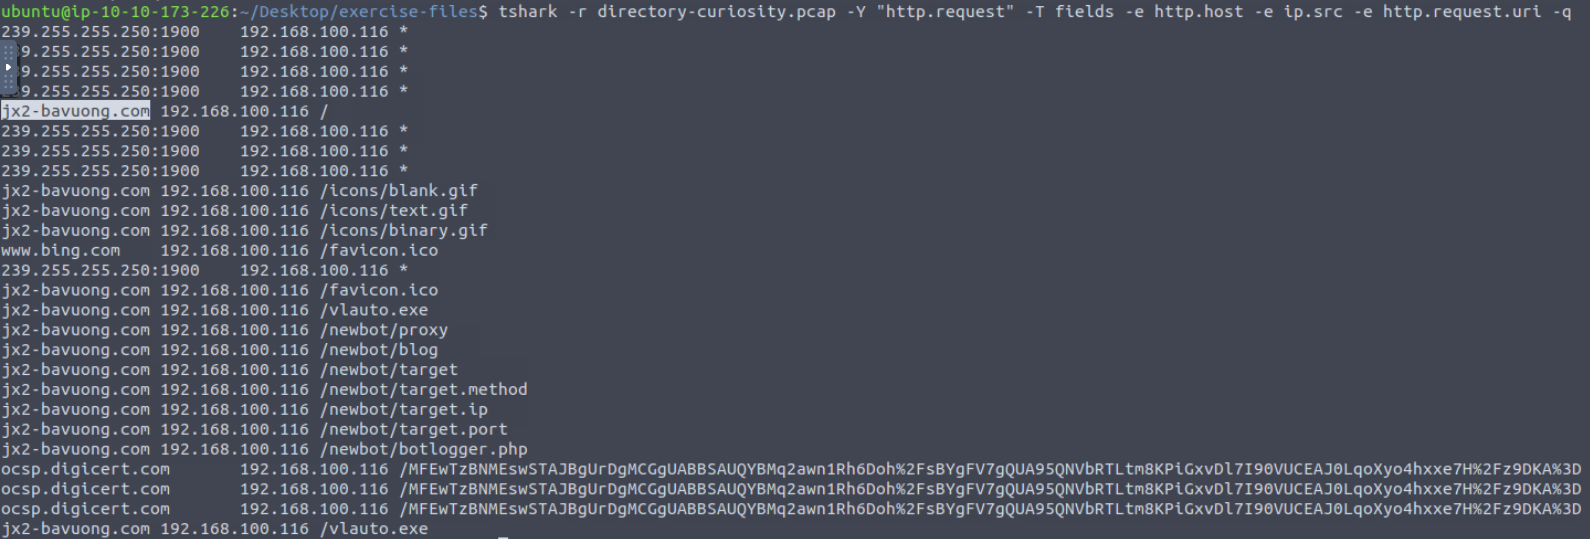 ubuntu@ip-10-10-173-226:~/Desktop/exercise-files$ tshark -r directory-curiosity.pcap -Y "http.request" -T fields -e http.host -e ip.src -e http.request.uri -q
239.255.255.250:1900 192.168.100.116 *
9.255.255.250:1900 192.168.100.116 *
9.255.255.250:1900 192.168.100.116 *
9.255.255.250:1900 192.168.100.116 *
jx2-bavuong.com 192.168.100.116 /
239.255.255.250:1900 192.168.100.116 *
239.255.255.250:1900 192.168.100.116 *
239.255.255.250:1900 192.168.100.116 *
jx2-bavuong.com 192.168.100.116 /icons/blank.gif
jx2-bavuong.com 192.168.100.116 /icons/text.gif
jx2-bavuong.com 192.168.100.116 /icons/binary.gif
www.bing.com 192.168.100.116 /favicon.ico
239.255.255.250:1900 192.168.100.116 *
jx2-bavuong.com 192.168.100.116 /favicon.ico
jx2-bavuong.com 192.168.100.116 /vlauto.exe
jx2-bavuong.com 192.168.100.116 /newbot/proxy
jx2-bavuong.com 192.168.100.116 /newbot/blog
jx2-bavuong.com 192.168.100.116 /newbot/target
jx2-bavuong.com 192.168.100.116 /newbot/target.method
jx2-bavuong.com 192.168.100.116 /newbot/target.ip
jx2-bavuong.com 192.168.100.116 /newbot/target.port
jx2-bavuong.com 192.168.100.116 /newbot/botlogger.php
ocsp.digicert.com 192.168.100.116 /MFEwTzBNMEswSTAJBgUrDgMCGgUABBSAUQYBMq2awn1Rh6Doh%2FsBYgFV7gQUA95QNVbRTLtm8KPiGxvDl7I90VUCEAJ0LqoXyo4hxxe7H%2Fz9DKA%3D
ocsp.digicert.com 192.168.100.116 /MFEwTzBNMEswSTAJBgUrDgMCGgUABBSAUQYBMq2awn1Rh6Doh%2FsBYgFV7gQUA95QNVbRTLtm8KPiGxvDl7I90VUCEAJ0LqoXyo4hxxe7H%2Fz9DKA%3D
ocsp.digicert.com 192.168.100.116 /MFEwTzBNMEswSTAJBgUrDgMCGgUABBSAUQYBMq2awn1Rh6Doh%2FsBYgFV7gQUA95QNVbRTLtm8KPiGxvDl7I90VUCEAJ0LqoXyo4hxxe7H%2Fz9DKA%3D
jx2-bavuong.com 192.168.100.116 /vlauto.exe